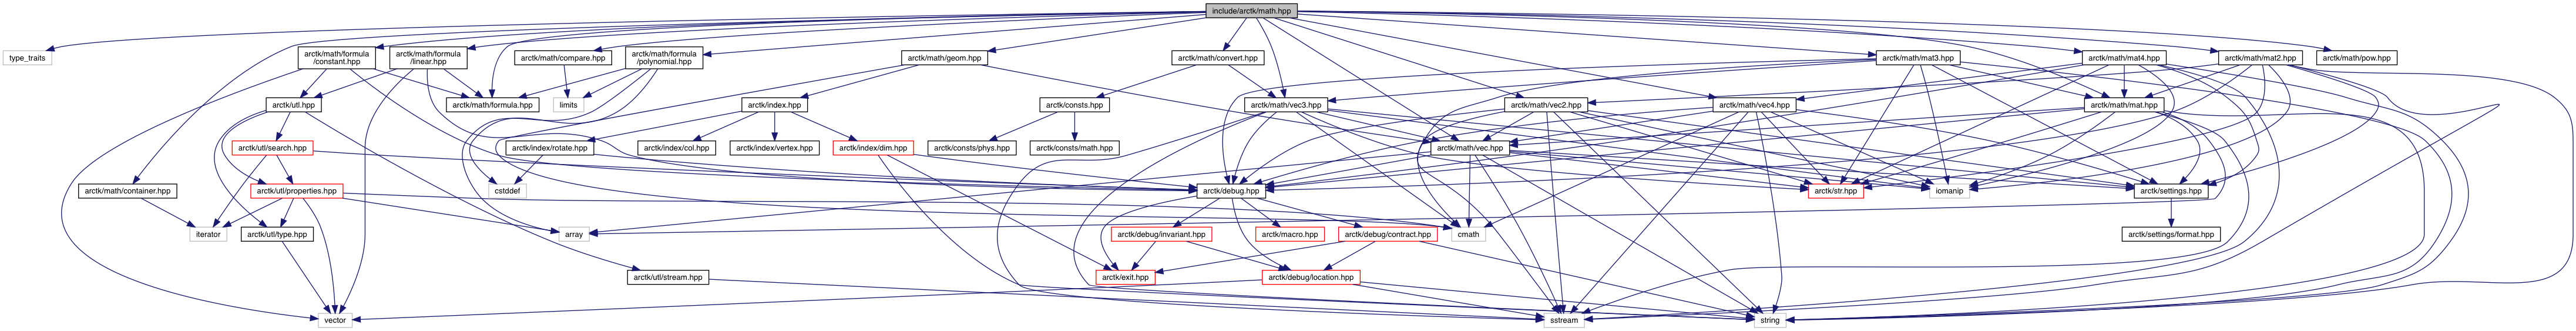 include/arctk/math.hpp
type_traits
arctk/math/formula
/constant.hpp
arctk/math/formula
/linear.hpp
arctk/math/compare.hpp
arctk/math/formula
/polynomial.hpp
arctk/math/geom.hpp
arctk/math/convert.hpp
arctk/math/mat3.hpp
arctk/math/mat4.hpp
arctk/math/mat2.hpp
arctk/math/pow.hpp
arctk/utl.hpp
arctk/math/formula.hpp
limits
arctk/index.hpp
arctk/consts.hpp
arctk/math/vec3.hpp
arctk/math/vec2.hpp
arctk/math/vec4.hpp
arctk/math/mat.hpp
arctk/utl/search.hpp
arctk/index/rotate.hpp
arctk/index/col.hpp
arctk/index/vertex.hpp
arctk/index/dim.hpp
arctk/consts/phys.hpp
arctk/consts/math.hpp
arctk/math/vec.hpp
arctk/math/container.hpp
arctk/utl/properties.hpp
cstddef
arctk/debug.hpp
arctk/str.hpp
iomanip
arctk/settings.hpp
iterator
arctk/utl/type.hpp
array
arctk/debug/invariant.hpp
arctk/macro.hpp
arctk/debug/contract.hpp
cmath
arctk/settings/format.hpp
arctk/utl/stream.hpp
arctk/exit.hpp
arctk/debug/location.hpp
vector
sstream
string